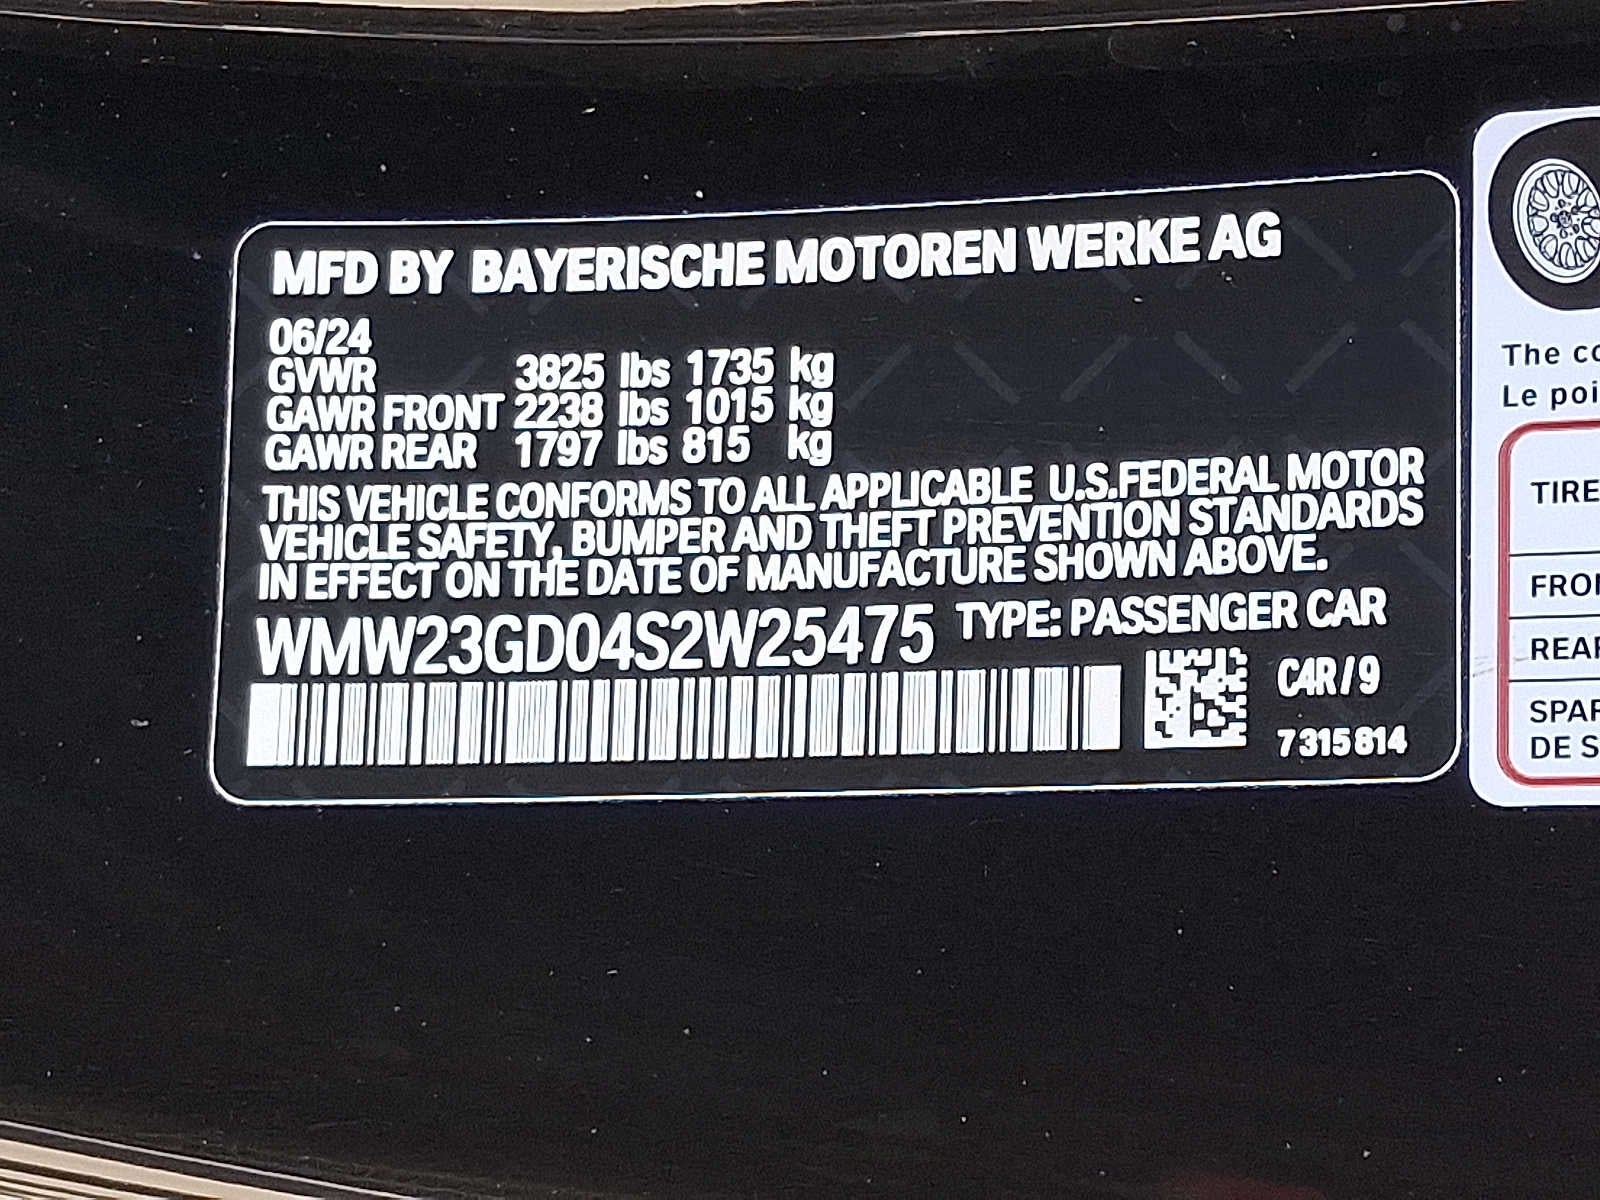 MFD BY BAYERISCHE MOTOREN WERKE AG
06/24
GVWR 3825 lbs 1735 kg
GAWR FRONT 2238 lbs 1015 kg
GAWR REAR 1797 lbs 815 kg
THIS VEHICLE CONFORMS TO ALL APPLICABLE U.S.FEDERAL MOTOR
VEHICLE SAFETY, BUMPER AND THEFT PREVENTION STANDARDS
IN EFFECT ON THE DATE OF MANUFACTURE SHOWN ABOVE.
WMW23GD04S2W25475 TYPE: PASSENGER CAR
C4R/9
7315814
The
Le poi
TIRE
FRO
REAR
SPAR
DE S